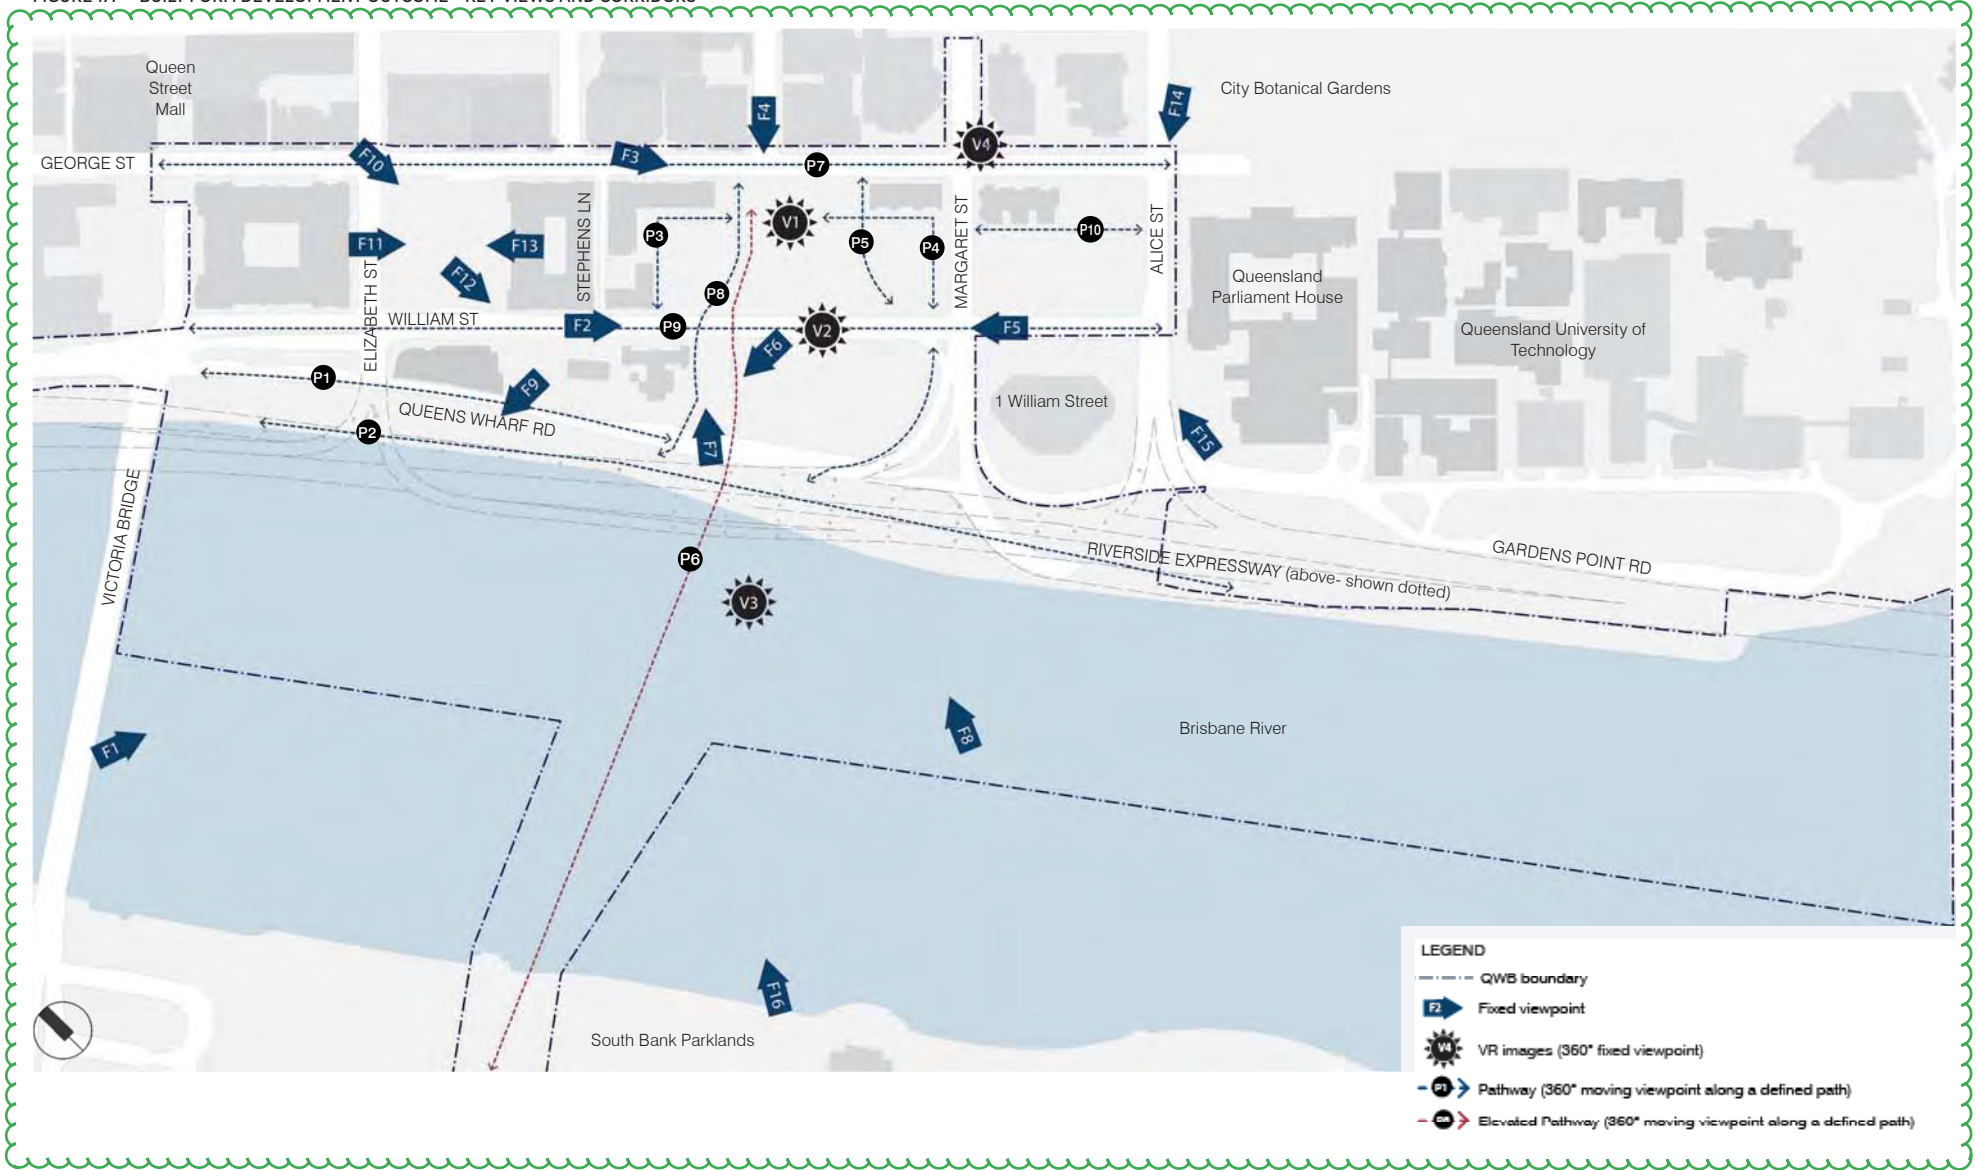 Queen
Street
Mall
City Botanical Gardens
F4
F14
V4
GEORGE ST
F10
F3
P7
STEPHENS LN
MARGARET ST
ALICE ST
V1
P3
P5
P4
P10
F11
F13
F12
P8
Queensland
Parliament House
ELIZABETH ST
WILLIAM ST
F2
P9
V2
F5
F6
Queensland University of
Technology
P1
F9
1 William Street
QUEENS WHARF RD
P2
F7
F15
VICTORIA BRIDGE
P6
V3
RIVERSIDE EXPRESSWAY (above- shown dotted)
GARDENS POINT RD
F1
F8
Brisbane River
F16
South Bank Parklands
LEGEND
QWB boundary
F2 Fixed viewpoint
V4 VR images (360° fixed viewpoint)
P1 Pathway (360° moving viewpoint along a defined path)
Elevated Pathway (360° moving viewpoint along a defined path)